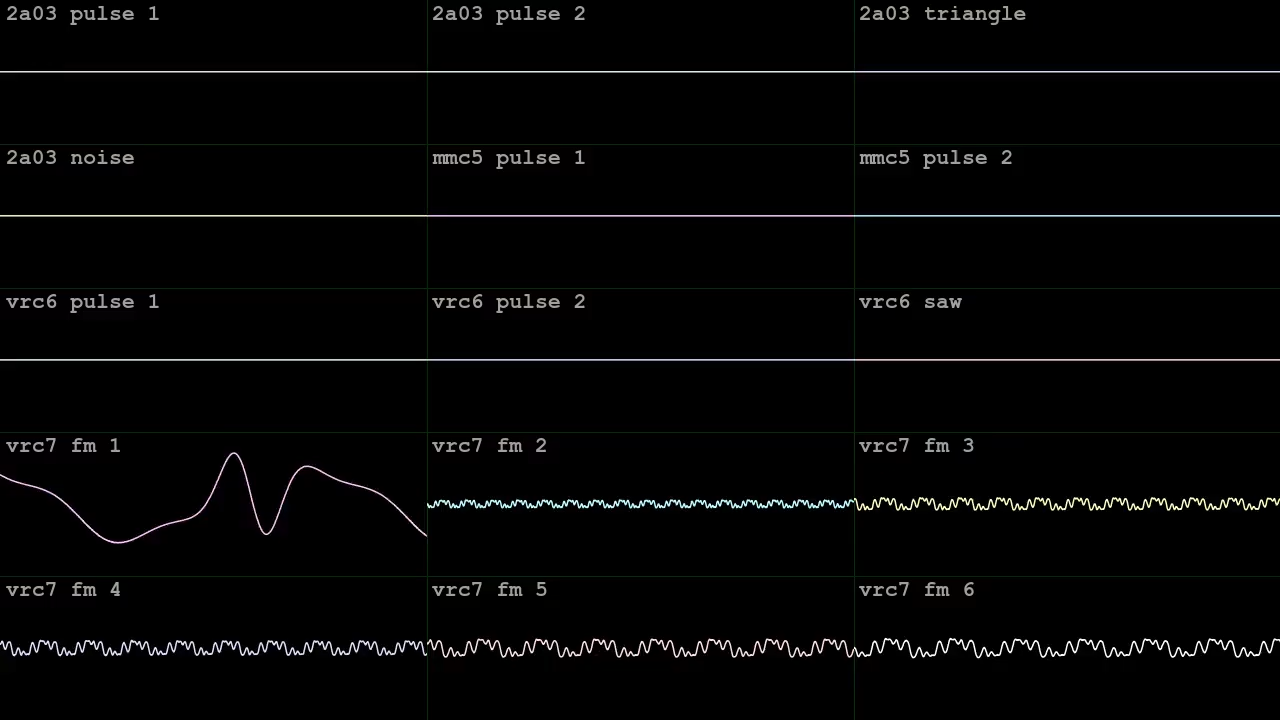 2a03 pulse 1
2a03 pulse 2
2a03 triangle
2a03 noise
mmc5 pulse 1
mmc5 pulse 2
vrc6 pulse 1
vrc6 pulse 2
vrc6 saw
vrc7 fm 1
vrc7 fm 2
vrc7 fm 3
vrc7 fm 4
vrc7 fm 5
vrc7 fm 6